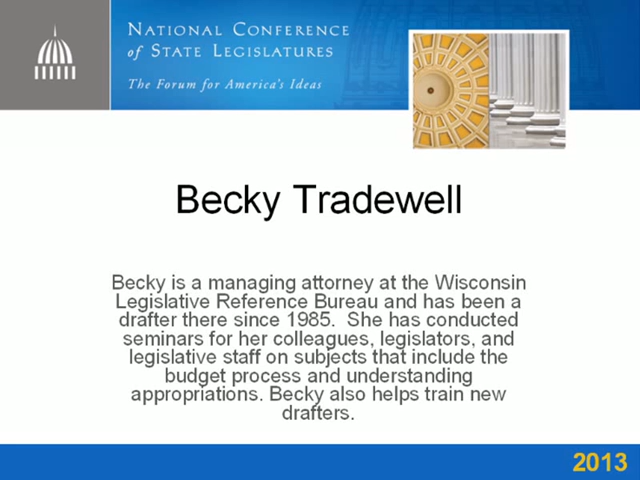 NATIONAL CONFERENCE
of STATE LEGISLATURES
The Forum for America's Ideas
Becky Tradewell
Becky is a managing attorney at the Wisconsin
Legislative Reference Bureau and has been a
drafter there since 1985.  She has conducted
seminars for her colleagues, legislators, and
legislative staff on subjects that include the
budget process and understanding
appropriations. Becky also helps train new
drafters.
2013